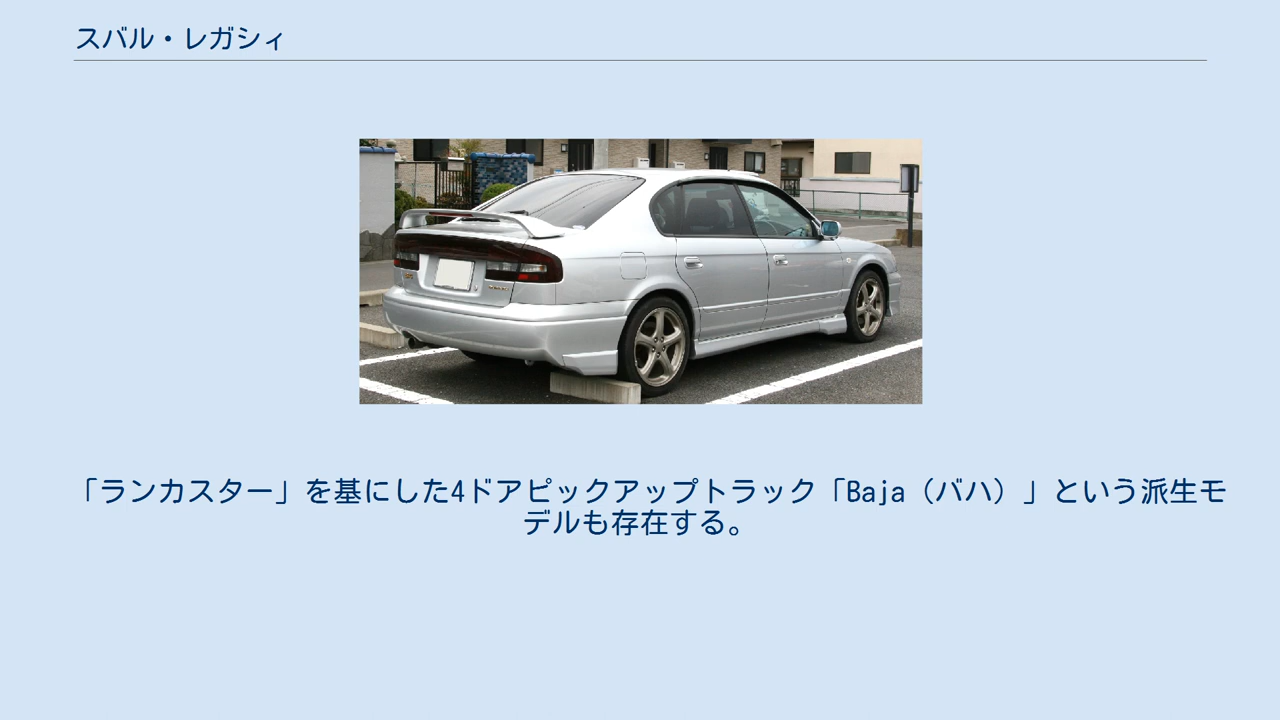 スバル・レガシィ
「ランカスター」を基にした4ドアピックアップトラック「Baja（バハ）」という派生モ
デルも存在する。